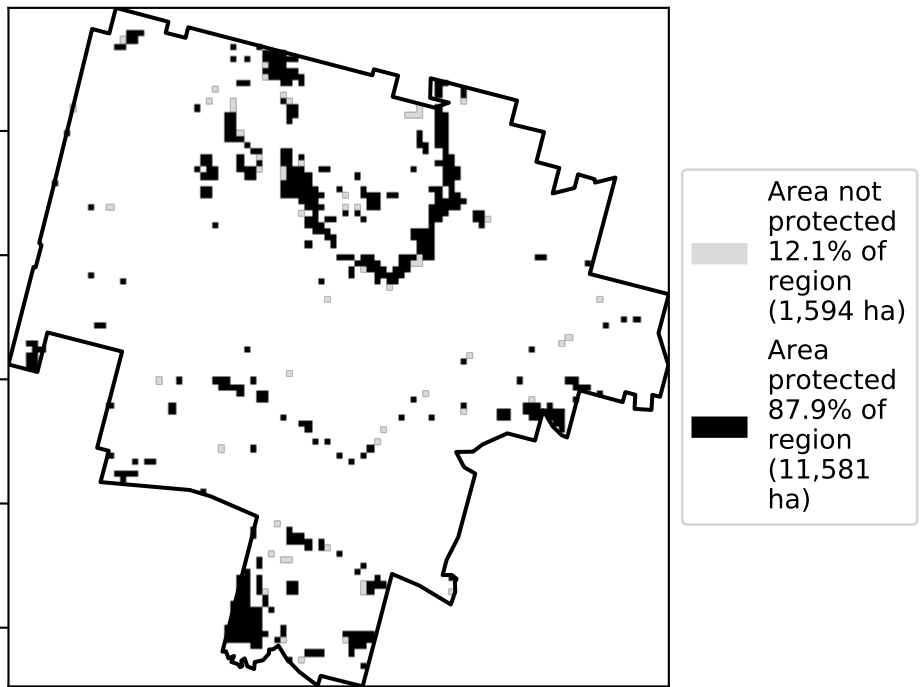 Area not
protected
12.1% of
region
(1,594 ha)
Area
protected
87.9% of
region
(11,581
ha)